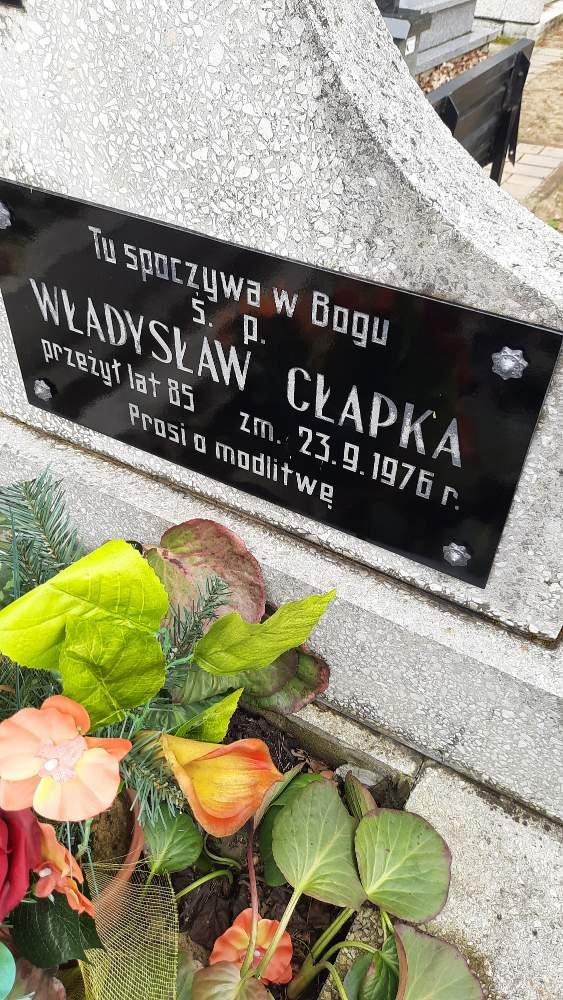 Tu spoczywa w Bogu
ś. p.
WŁADYSŁAW CŁAPKA
przeżył lat 85 zm. 23.9.1976 r.
Prosi o modlitwę